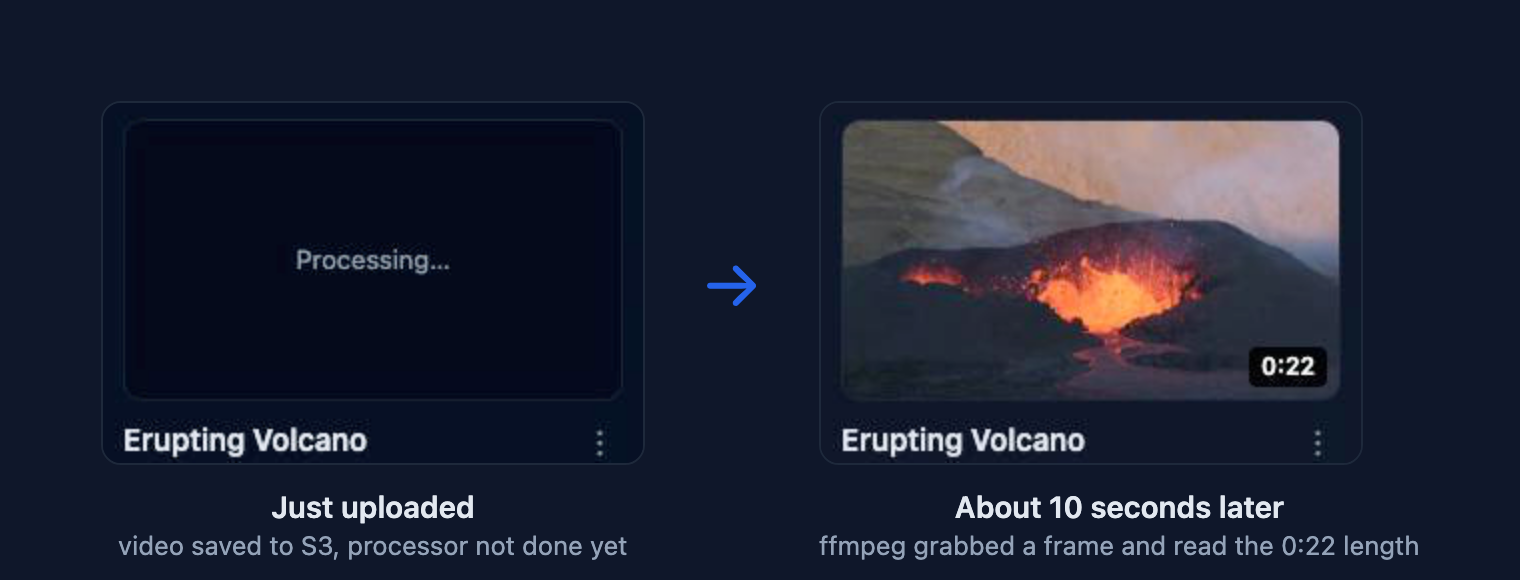 Processing...
Erupting Volcano
Just uploaded
video saved to S3, processor not done yet
0:22
Erupting Volcano
About 10 seconds later
ffmpeg grabbed a frame and read the 0:22 length